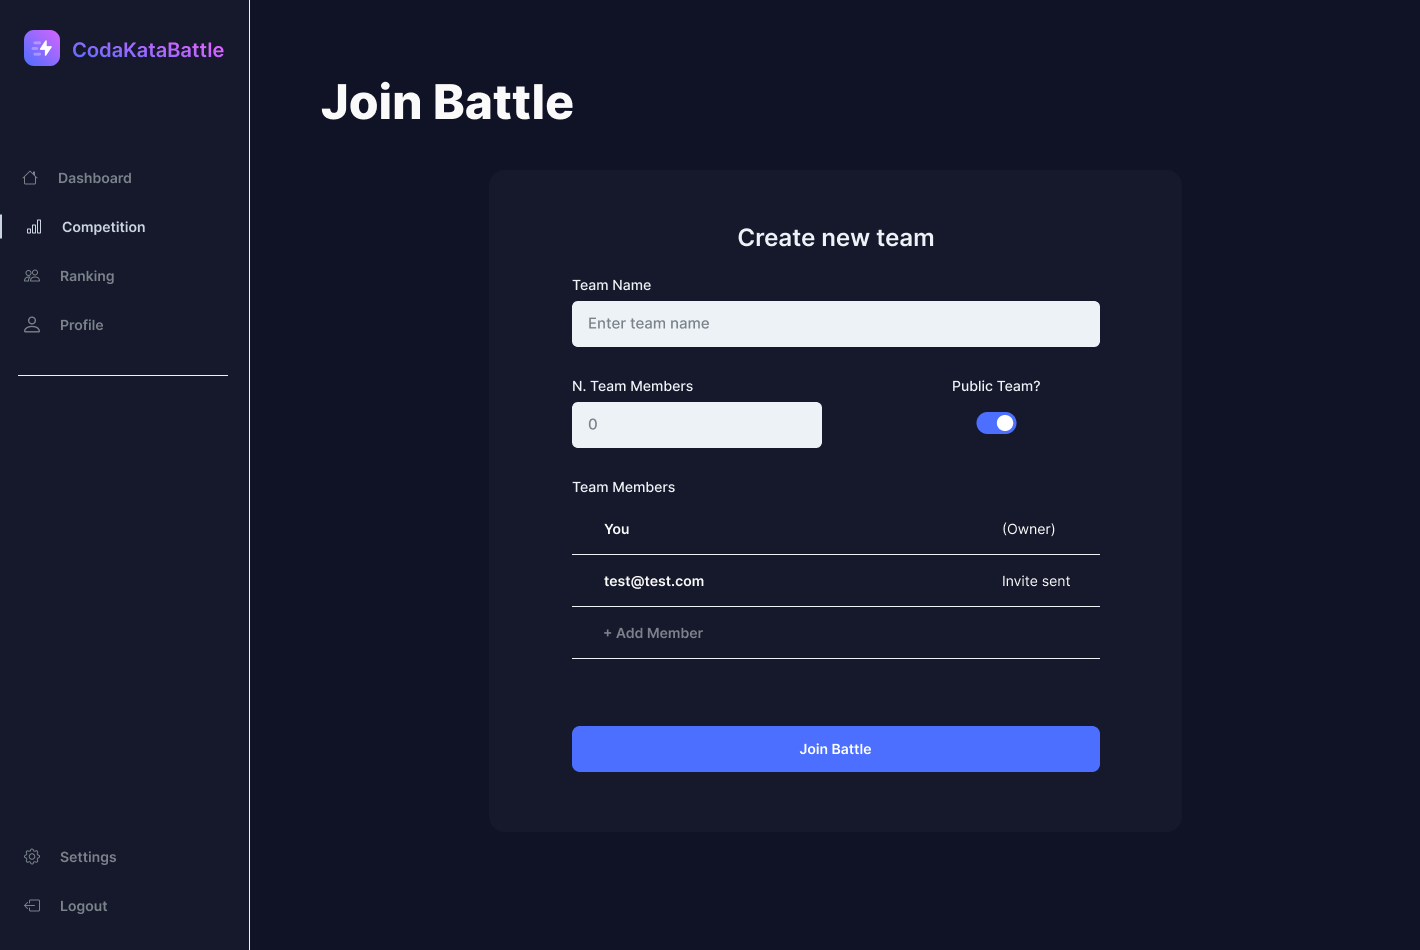 CodaKataBattle
Dashboard
Competition
Ranking
Profile
Settings
Logout
Join Battle
Create new team
Team Name
Enter team name
N. Team Members
Public Team?
0
Team Members
You (Owner)
test@test.com Invite sent
+ Add Member
Join Battle